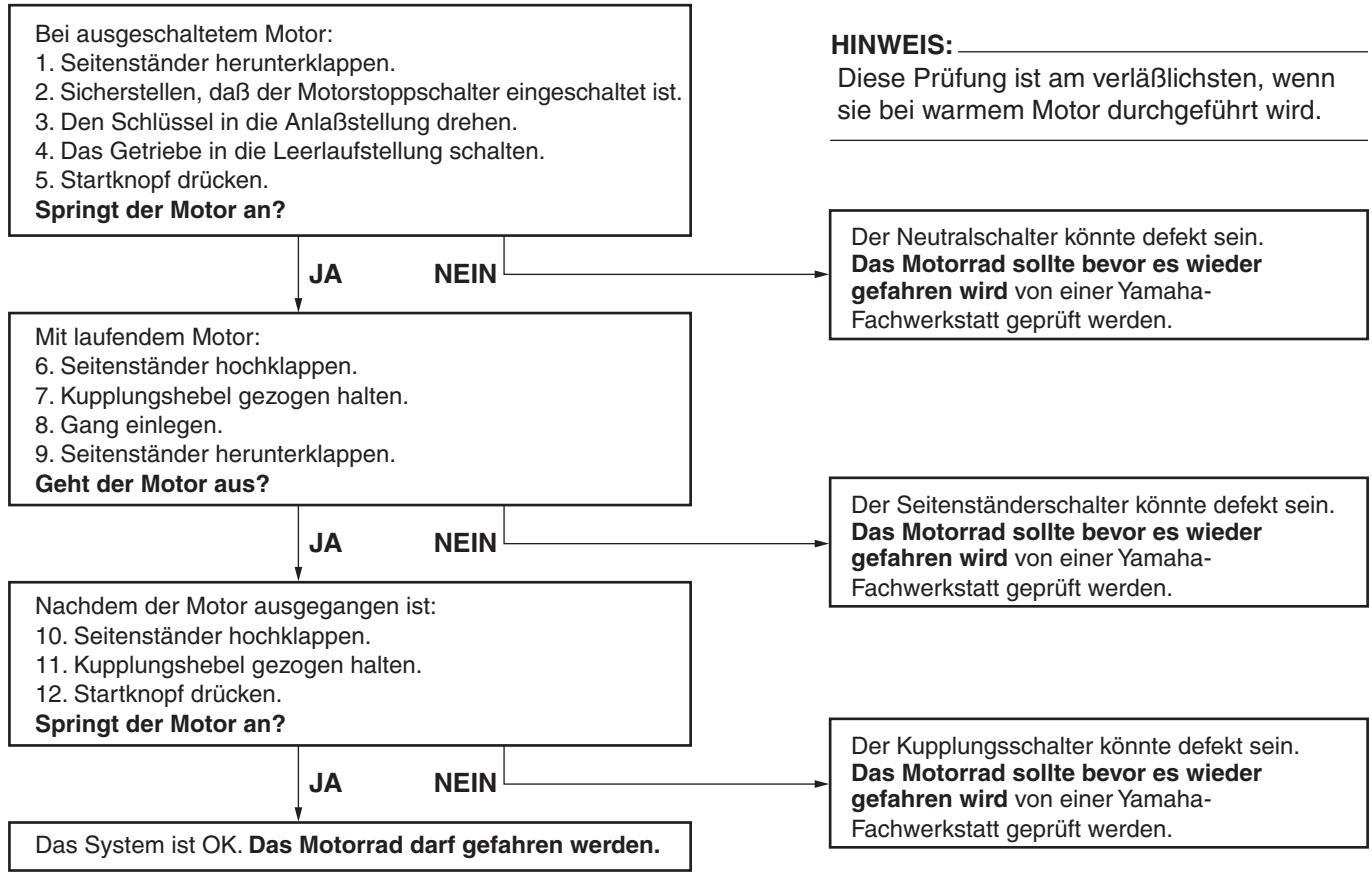 Bei ausgeschaltetem Motor:
1. Seitenständer herunterklappen.
2. Sicherstellen, daß der Motorstoppschalter eingeschaltet ist.
3. Den Schlüssel in die Anlaßstellung drehen.
4. Das Getriebe in die Leerlaufstellung schalten.
5. Startknopf drücken.
Springt der Motor an?
HINWEIS:
Diese Prüfung ist am verläßlichsten, wenn
sie bei warmem Motor durchgeführt wird.
JA NEIN
Der Neutralschalter könnte defekt sein.
Das Motorrad sollte bevor es wieder
gefahren wird von einer Yamaha-
Fachwerkstatt geprüft werden.
Mit laufendem Motor:
6. Seitenständer hochklappen.
7. Kupplungshebel gezogen halten.
8. Gang einlegen.
9. Seitenständer herunterklappen.
Geht der Motor aus?
JA NEIN
Der Seitenständerschalter könnte defekt sein.
Das Motorrad sollte bevor es wieder
gefahren wird von einer Yamaha-
Fachwerkstatt geprüft werden.
Nachdem der Motor ausgegangen ist:
10. Seitenständer hochklappen.
11. Kupplungshebel gezogen halten.
12. Startknopf drücken.
Springt der Motor an?
JA NEIN
Der Kupplungsschalter könnte defekt sein.
Das Motorrad sollte bevor es wieder
gefahren wird von einer Yamaha-
Fachwerkstatt geprüft werden.
Das System ist OK. Das Motorrad darf gefahren werden.